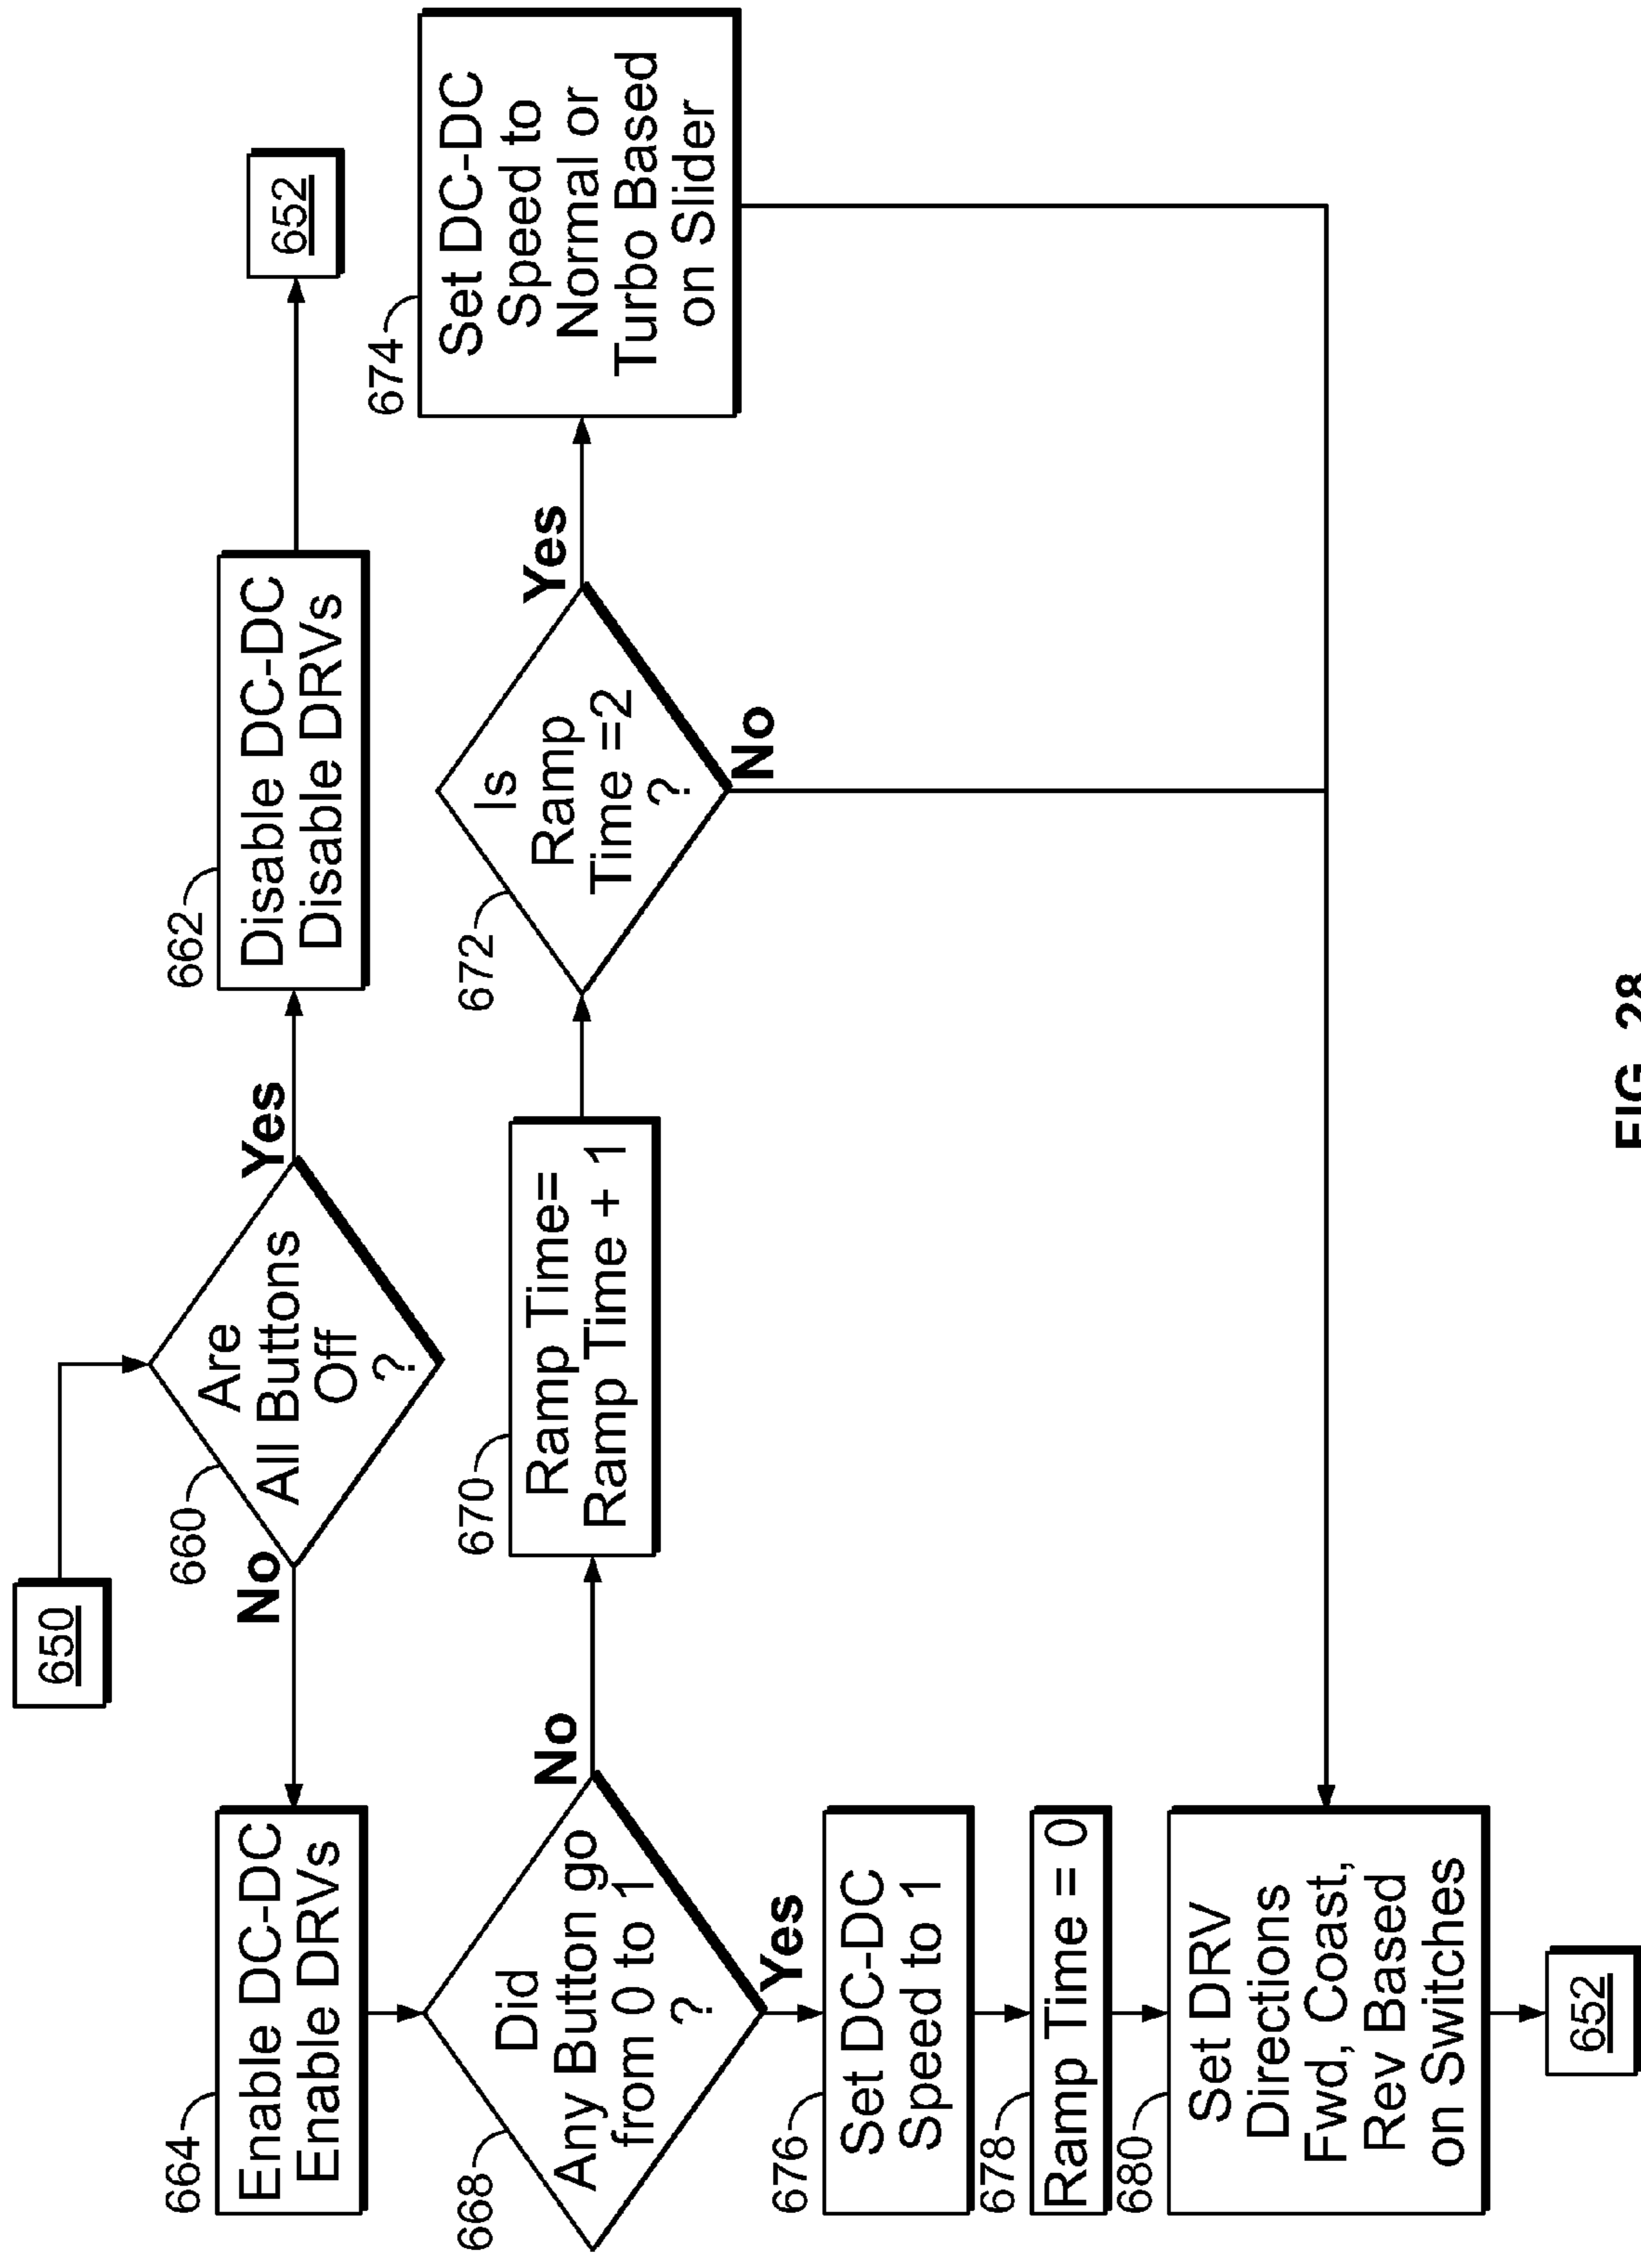 650
660
Are
All Buttons
Off
?
Yes
No
662
Disable DC-DC
Disable DRVs
652
664
Enable DC-DC
Enable DRVs
668
Did
Any Button go
from 0 to 1
?
No
Yes
670
Ramp Time=
Ramp Time + 1
672
Is
Ramp
Time =2
?
Yes
No
674
Set DC-DC
Speed to
Normal or
Turbo Based
on Slider
676
Set DC-DC
Speed to 1
678
Ramp Time = 0
680
Set DRV
Directions
Fwd, Coast,
Rev Based
on Switches
652
FIG. 28